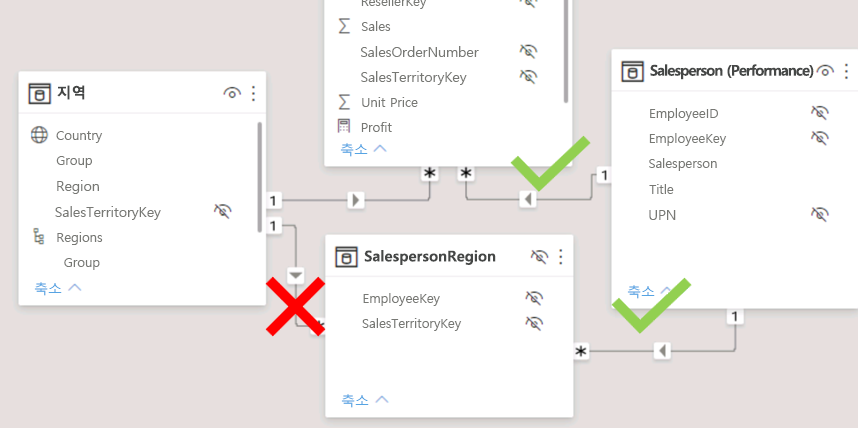 ResellerKey
Sales
SalesOrderNumber
SalesTerritoryKey
Unit Price
Profit
축소
지역
Country
Group
Region
SalesTerritoryKey
Regions
Group
축소
Salesperson (Performance)
EmployeeID
EmployeeKey
Salesperson
Title
UPN
축소
1
*
*
1
1
SalespersonRegion
EmployeeKey
SalesTerritoryKey
축소
*
*
1